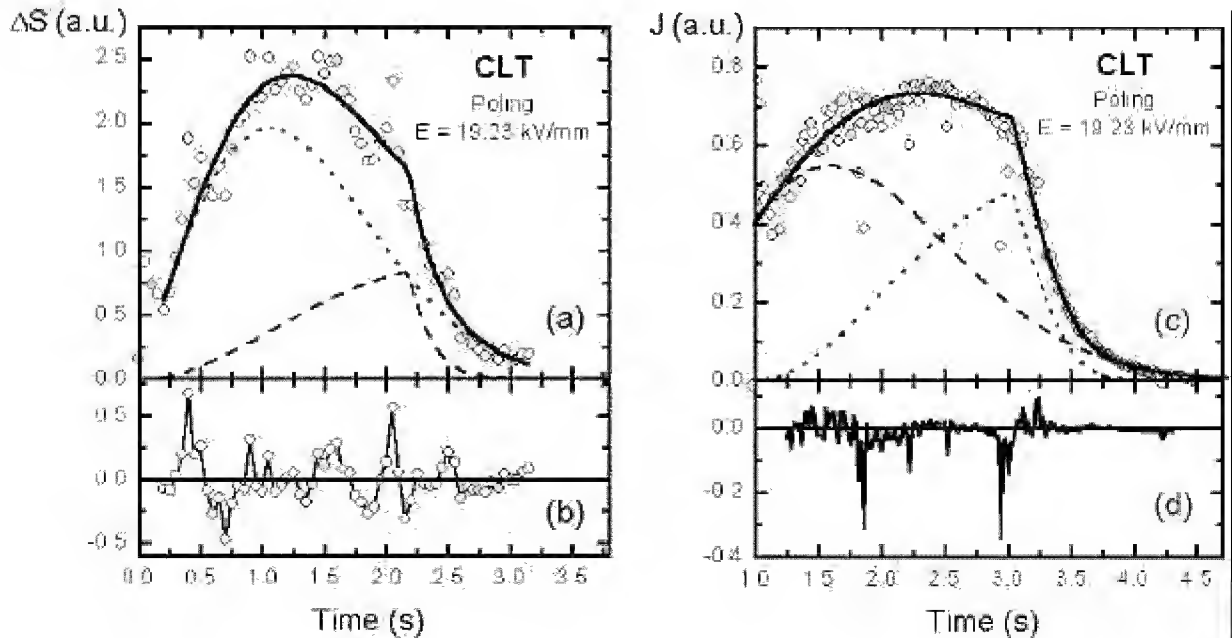 ΔS (a.u.)
2.5
2.0
1.5
1.0
0.5
0.0
CLT
Poling
E = 19.23 kV/mm
(a)
0.5
0.0
-0.5
(b)
0.0 0.5 1.0 1.5 2.0 2.5 3.0 3.5
Time (s)
J (a.u.)
0.8
0.6
0.4
0.2
0.0
CLT
Poling
E = 19.23 kV/mm
(c)
0.0
-0.2
-0.4
(d)
1.0 1.5 2.0 2.5 3.0 3.5 4.0 4.5
Time (s)